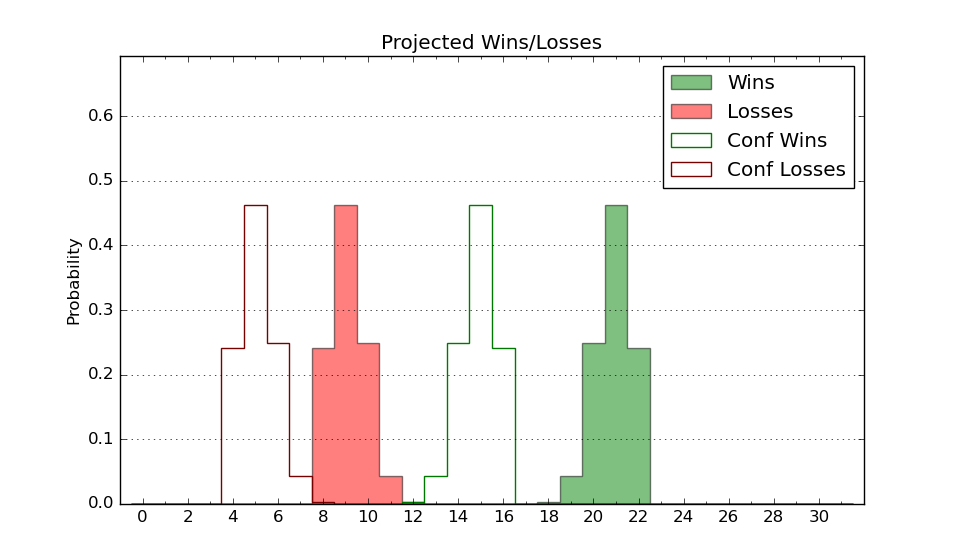 Projected Wins/Losses
Wins
Losses
Conf Wins
Conf Losses
Probability
0.6
0.5
0.4
0.3
0.2
0.1
0.0
0 2 4 6 8 10 12 14 16 18 20 22 24 26 28 30